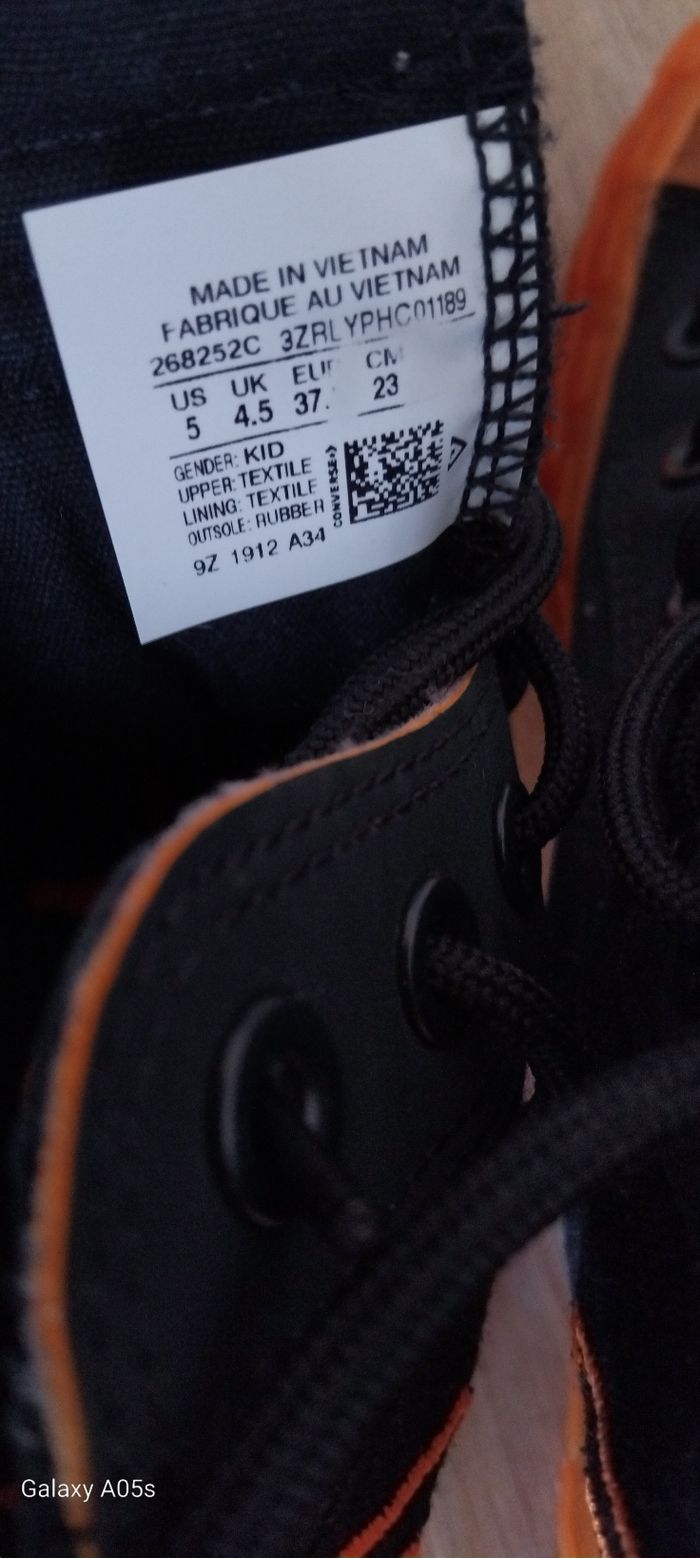 MADE IN VIETNAM
FABRIQUE AU VIETNAM
268252C 3ZRLYPHC01189
US UK CM
5 4.5 37. 23
GENDER: KID
UPPER: TEXTILE
LINING: TEXTILE
OUTSOLE: RUBBER
CONVERSE
9Z 1912 A34
Galaxy A05s